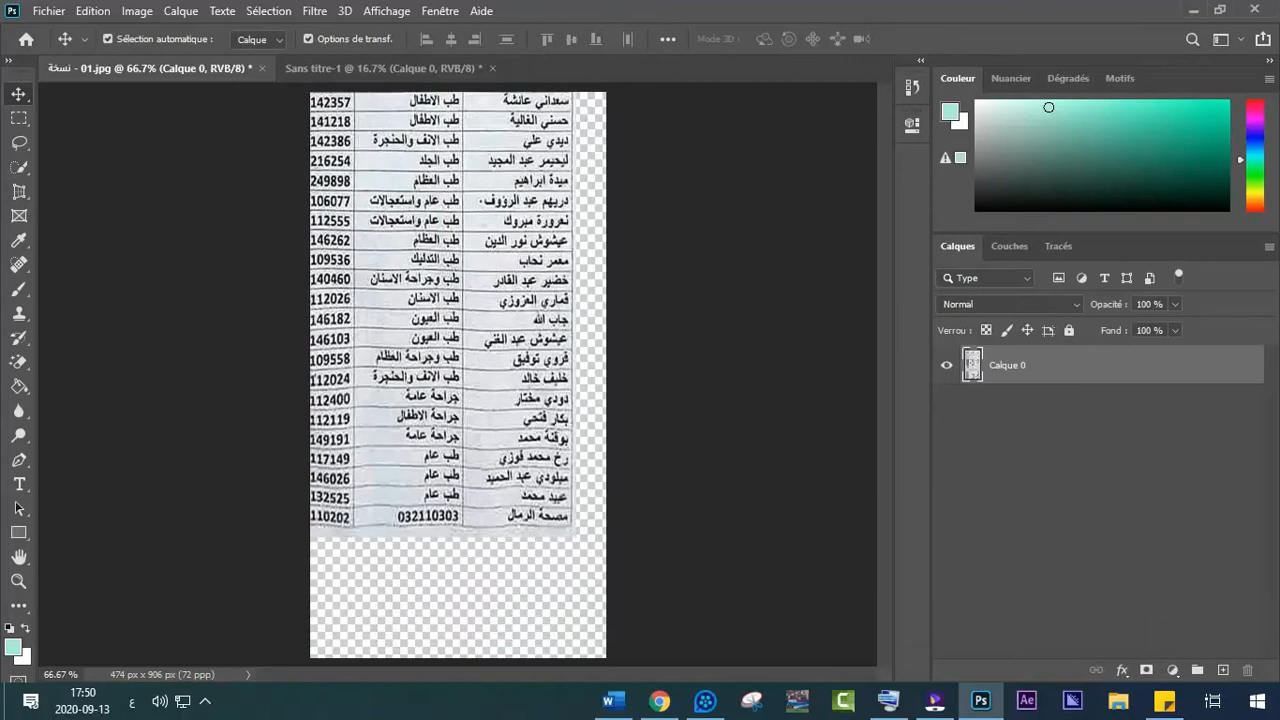 Fichier Edition Image Calque Texte Sélection Filtre 3D Affichage Fenêtre Aide
Sélection automatique : Calque Options de transf. Mode 3D :
نسخة - 01.jpg @ 66.7% (Calque 0, RVB/8) * Sans titre-1 @ 16.7% (Calque 0, RVB/8) *
سعداني عائشة طب الاطفال 142357
حسني الغالية طب الاطفال 141218
ديدي علي طب الانف والحنجرة 142386
ليحيمر عبد المجيد طب الجلد 216254
ميدة ابراهيم طب العظام 249898
دريهم عبد الرؤوف طب عام واستعجالات 106077
نعرورة مبروك طب عام واستعجالات 112555
عيشوش نور الدين طب العظام 146262
معمر نحاب طب التدليك 109536
خضير عبد القادر طب وجراحة الاسنان 140460
قماري العزوزي طب الاسنان 112026
جاب الله طب العيون 146182
عيشوش عبد الغني طب العيون 146103
قروي توفيق طب وجراحة العظام 109558
خليف خالد طب الانف والحنجرة 112024
دودي مختار جراحة عامة 112400
بكار فتحي جراحة الاطفال 112119
بوقنة محمد جراحة عامة 149191
رخ محمد فوزي طب عام 117149
ميلودي عبد الحميد طب عام 146026
عبيد محمد طب عام 132525
مصحة الرمال 032110303 110202
Couleur Nuancier Dégradés Motifs
Calques Couches Tracés
Type
Normal Opacité : 100 %
Verrou : Fond : 100 %
Calque 0
66.67 % 474 px x 906 px (72 ppp)
17:50
2020-09-13
ع